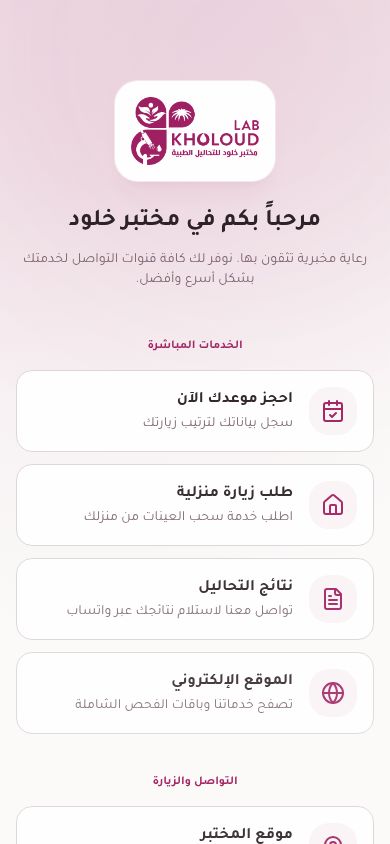 LAB
KHOLOUD
مختبر خلود للتحاليل الطبية
مرحباً بكم في مختبر خلود
رعاية مخبرية تثقون بها. نوفر لك كافة قنوات التواصل لخدمتك
بشكل أسرع وأفضل.
الخدمات المباشرة
احجز موعدك الآن
سجل بياناتك لترتيب زيارتك
طلب زيارة منزلية
اطلب خدمة سحب العينات من منزلك
نتائج التحاليل
تواصل معنا لاستلام نتائجك عبر واتساب
الموقع الإلكتروني
تصفح خدماتنا وباقات الفحص الشاملة
التواصل والزيارة
موقع المختبر